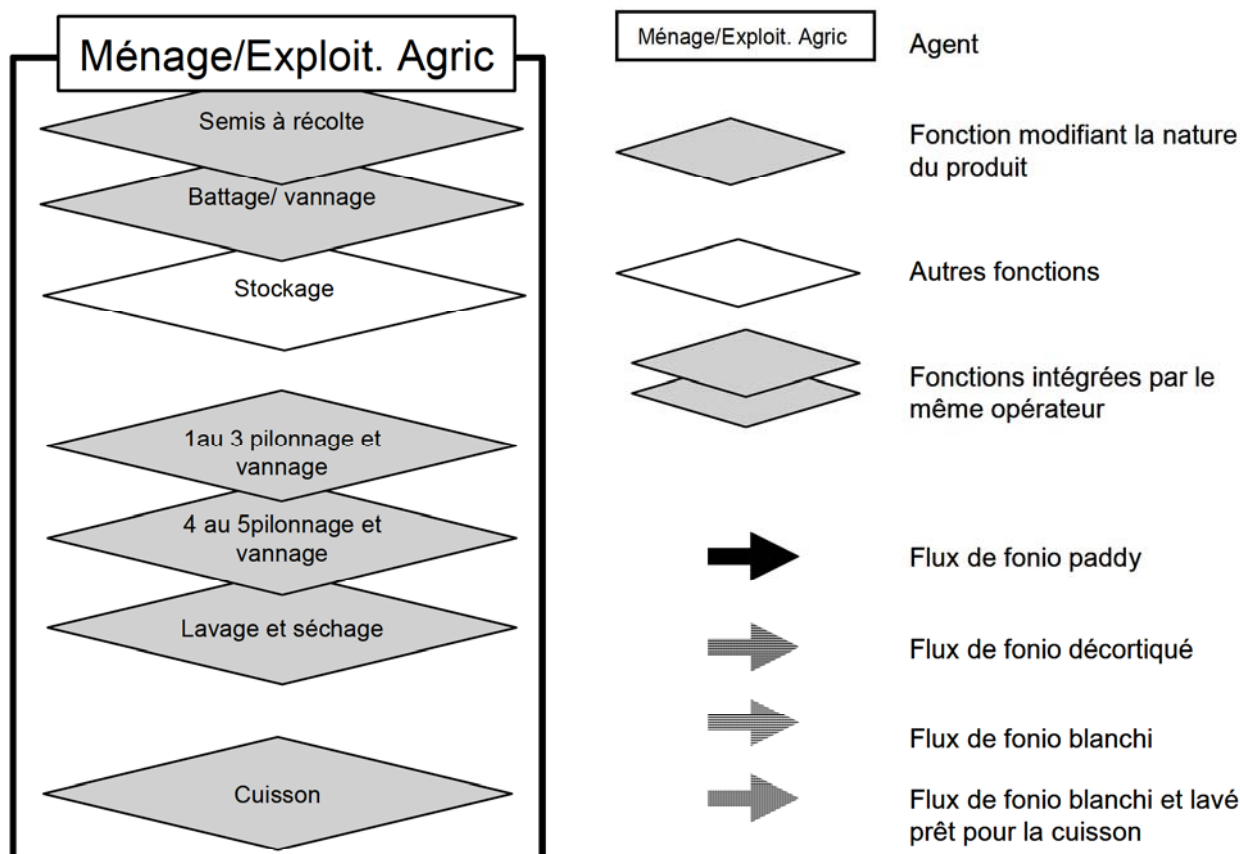 Ménage/Exploit. Agric
Semis à récolte
Battage/ vannage
Stockage
1au 3 pilonnage et
vannage
4 au 5pilonnage et
vannage
Lavage et séchage
Cuisson
Ménage/Exploit. Agric
Agent
Fonction modifiant la nature
du produit
Autres fonctions
Fonctions intégrées par le
même opérateur
Flux de fonio paddy
Flux de fonio décortiqué
Flux de fonio blanchi
Flux de fonio blanchi et lavé
prêt pour la cuisson